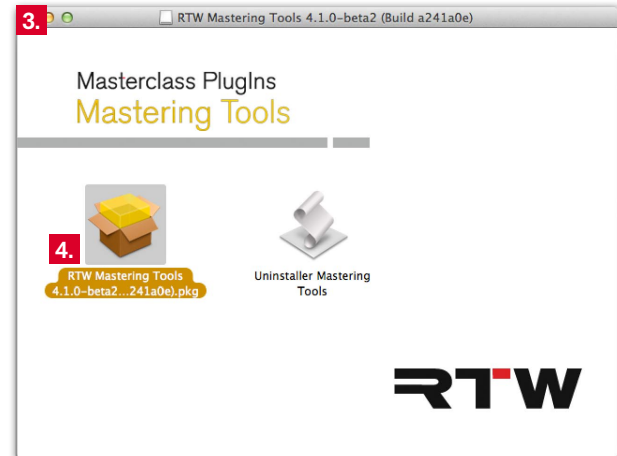 3.
RTW Mastering Tools 4.1.0-beta2 (Build a241a0e)
Masterclass PlugIns
Mastering Tools
4.
RTW Mastering Tools
4.1.0-beta2...241a0e).pkg
Uninstaller Mastering
Tools
RTW